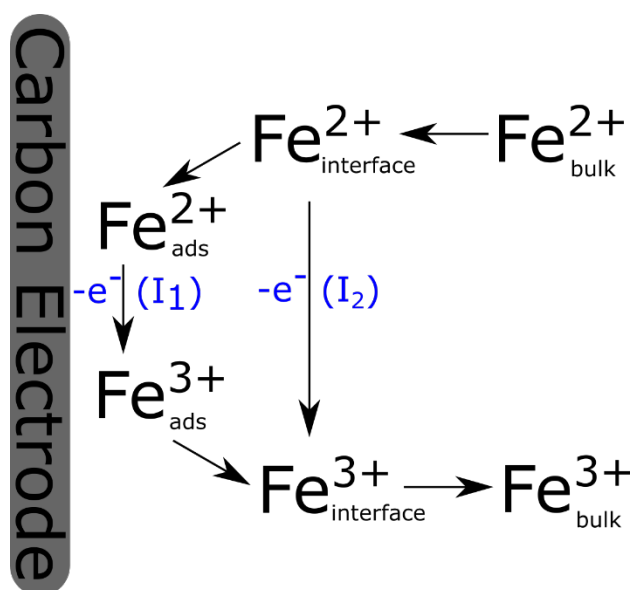 Carbon Electrode
Fe2+ interface
Fe2+ bulk
Fe2+ ads
-e- (I1)
-e- (I2)
Fe3+ ads
Fe3+ interface
Fe3+ bulk